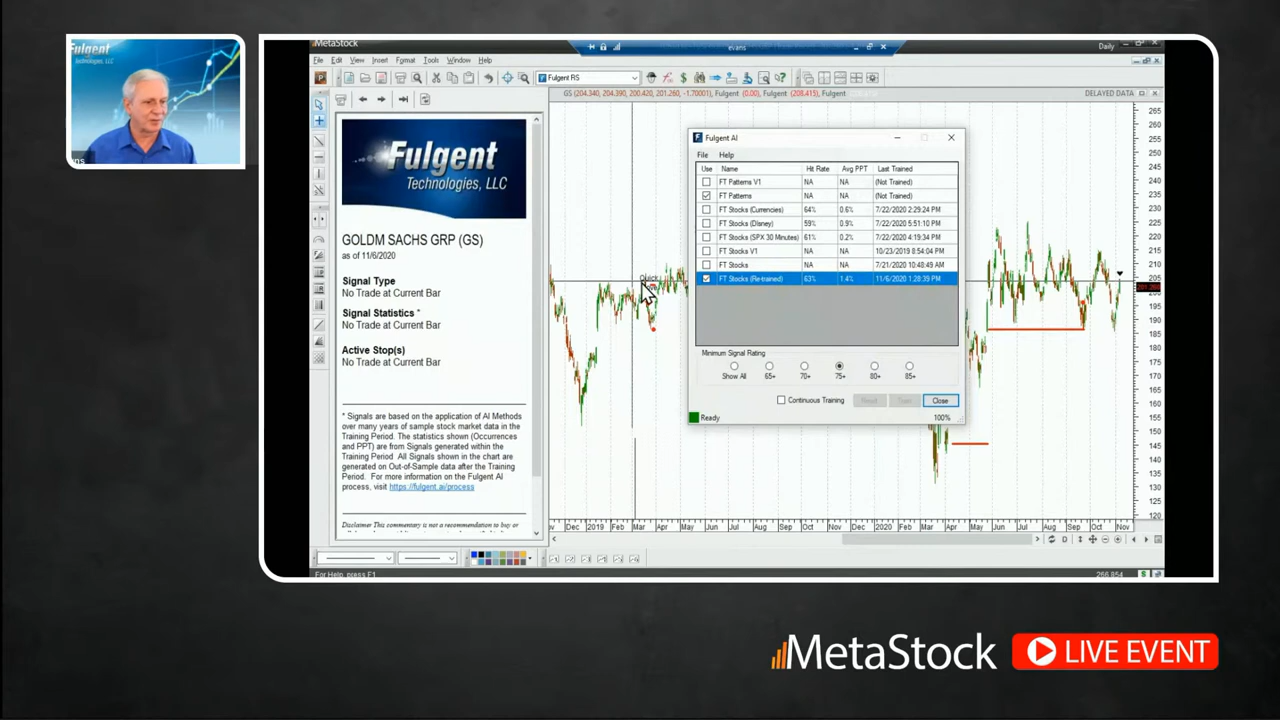 Fulgent
Technologies, LLC
MetaStock
evans
Daily
File Edit View Insert Format Tools Window Help
Fulgent RS
GS (204.340, 204.390, 200.420, 201.260, -1.70001), Fulgent (0.00), Fulgent (208.415), Fulgent
DELAYED DATA
Fulgent
Technologies, LLC
GOLDM SACHS GRP (GS)
as of 11/6/2020
Signal Type
No Trade at Current Bar
Signal Statistics *
No Trade at Current Bar
Active Stop(s)
No Trade at Current Bar
* Signals are based on the application of AI Methods
over many years of sample stock market data in the
Training Period. The statistics shown (Occurrences
and PPT) are from Signals generated within the
Training Period All Signals shown in the chart are
generated on Out-of-Sample data after the Training
Period. For more information on the Fulgent AI
process, visit https://fulgent.ai/process
Disclaimer This commentary is not a recommendation to buy or
Fulgent AI
File Help
Use Name Hit Rate Avg PPT Last Trained
FT Patterns V1 NA NA (Not Trained)
FT Patterns NA NA (Not Trained)
FT Stocks (Currencies) 64% 0.6% 7/22/2020 2:29:24 PM
FT Stocks (Disney) 59% 0.9% 7/22/2020 5:51:10 PM
FT Stocks (SPX 30 Minutes) 61% 0.2% 7/22/2020 4:19:34 PM
FT Stocks V1 NA NA 10/23/2019 8:54:04 PM
FT Stocks NA NA 7/21/2020 10:48:49 AM
FT Stocks (Re-trained) 63% 1.4% 11/6/2020 1:28:39 PM
Minimum Signal Rating
Show All 65+ 70+ 75+ 80+ 85+
Continuous Training
Close
Ready 100%
265
260
255
250
245
240
235
230
225
220
215
210
205
201.260
195
190
185
180
175
170
165
160
155
150
145
140
135
130
125
120
Dec 2019 Feb Mar Apr May Jun Jul Aug Sep Oct Nov Dec 2020 Feb Mar Apr May Jun Jul Aug Sep Oct Nov
For Help, press F1
266.954
MetaStock
LIVE EVENT